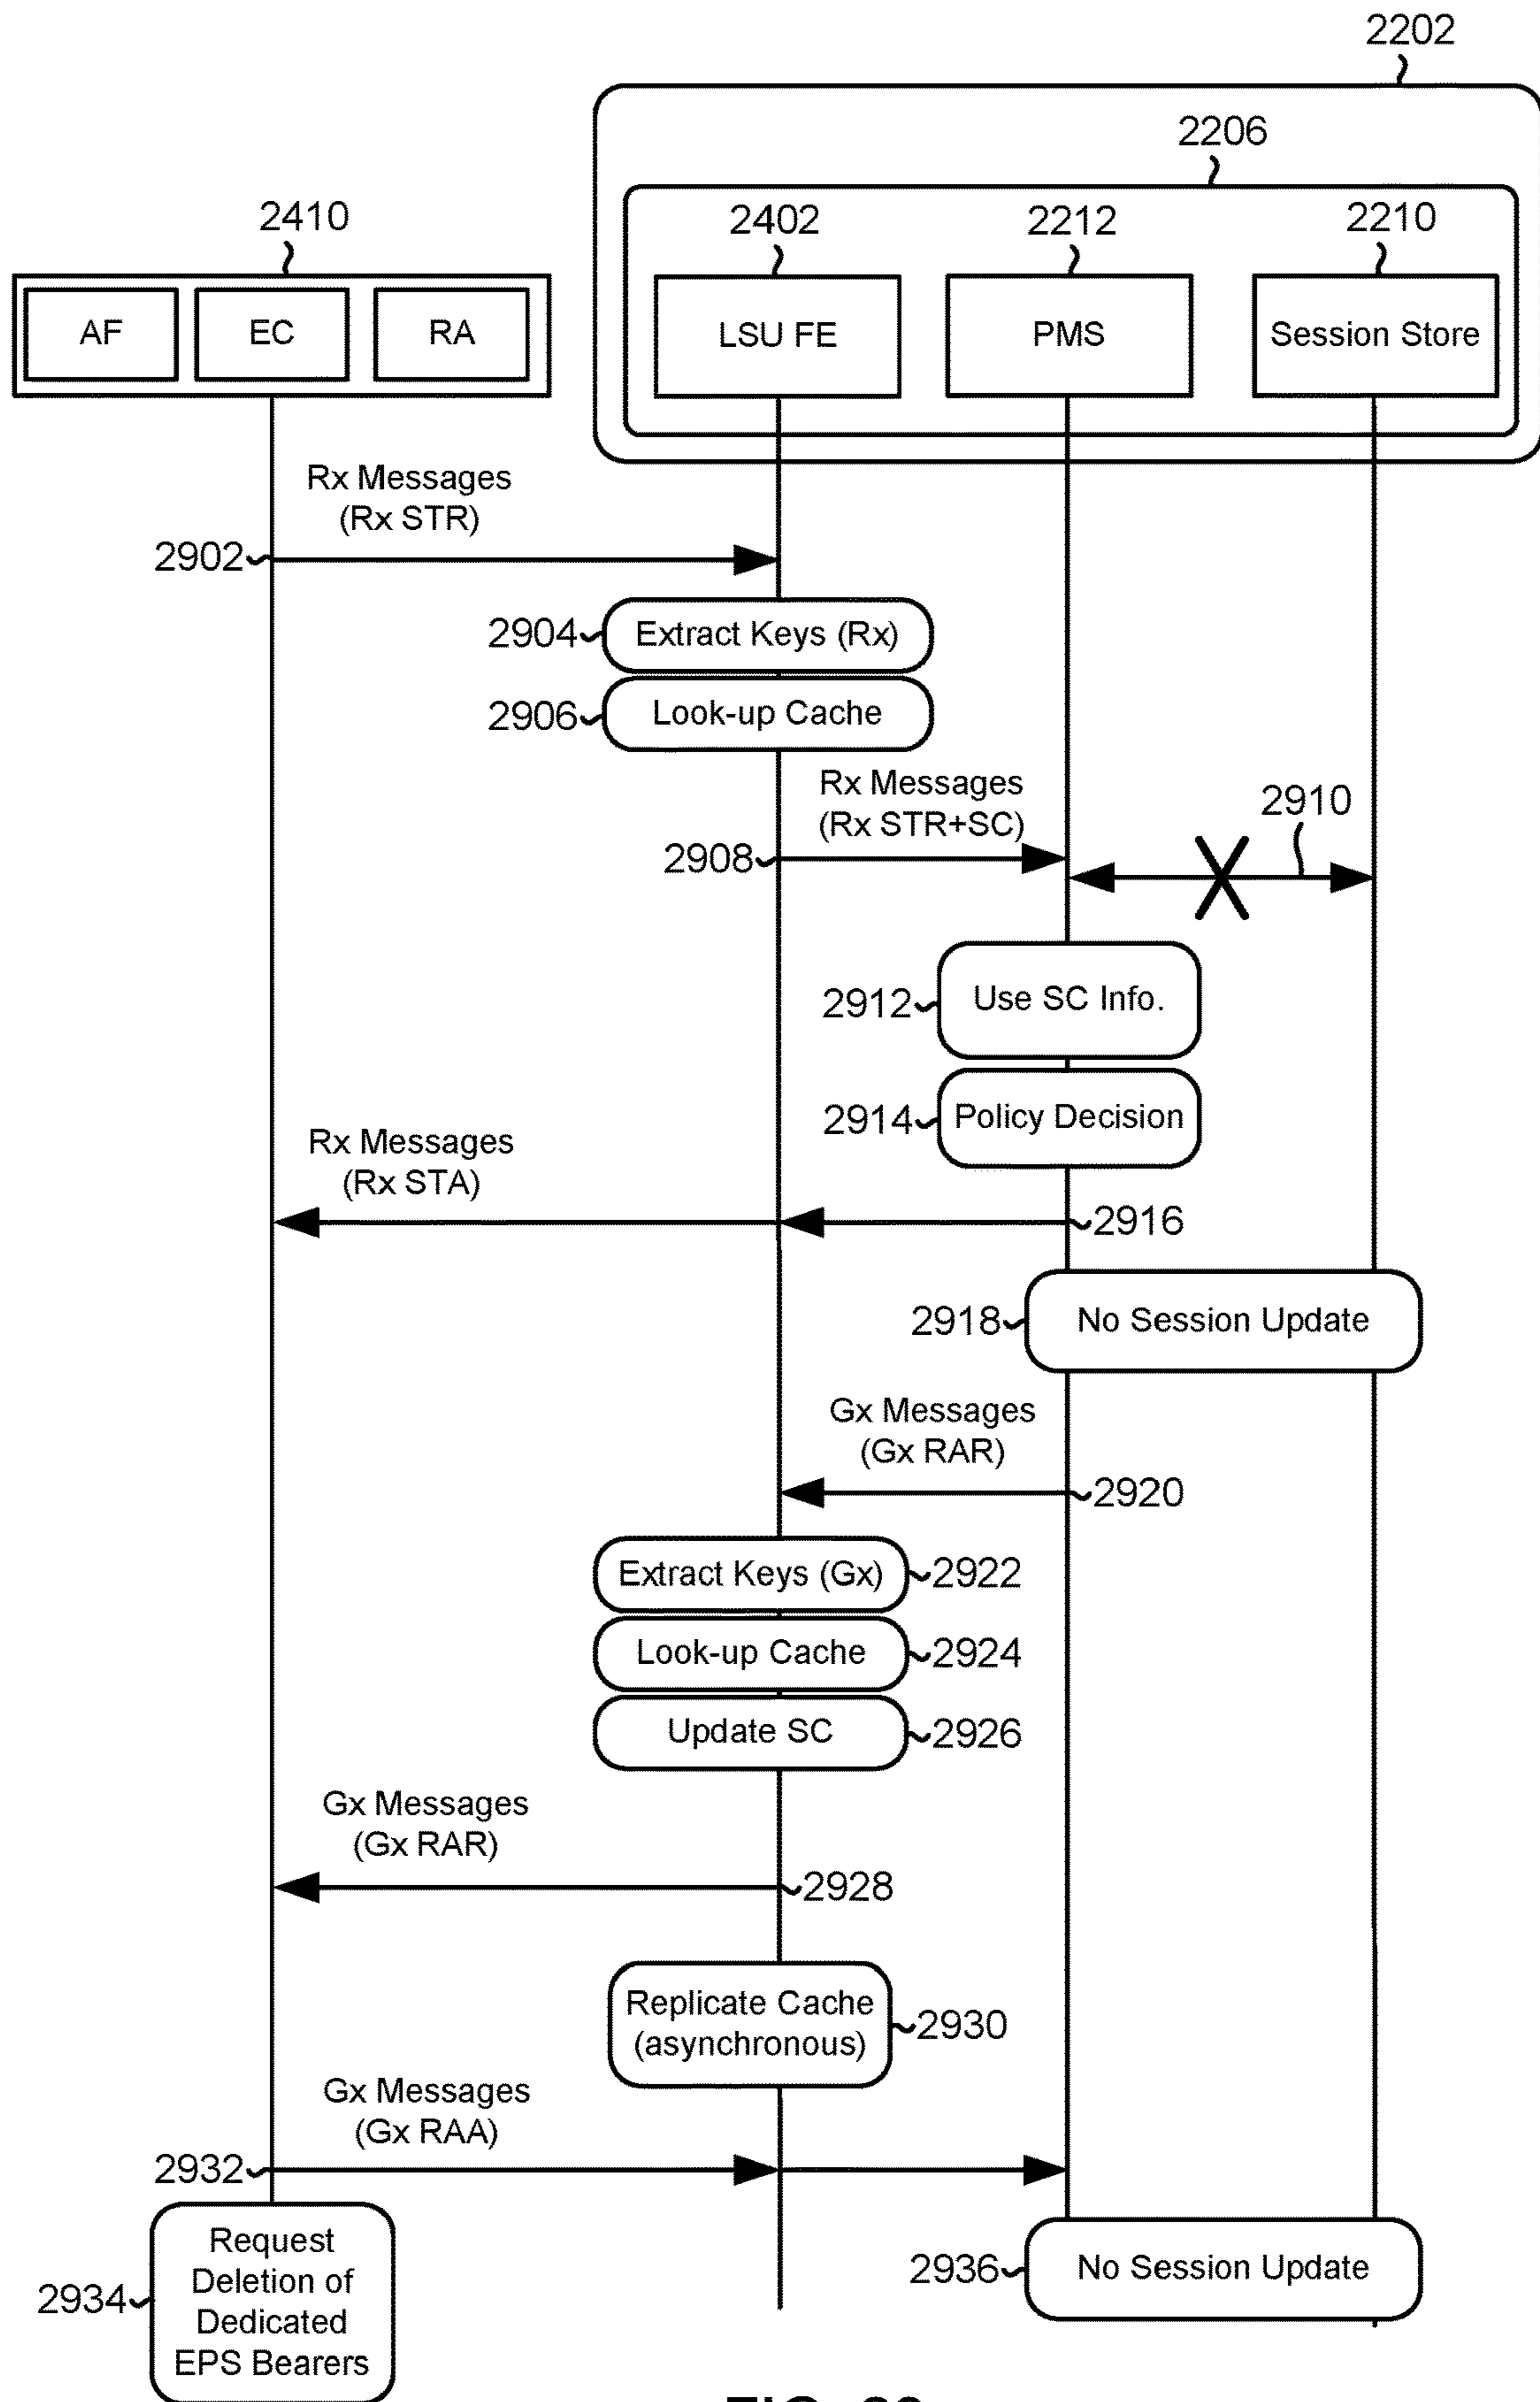 2202
2206
2410
2402
2212
2210
AF
EC
RA
LSU FE
PMS
Session Store
Rx Messages
(Rx STR)
2902
2904
Extract Keys (Rx)
2906
Look-up Cache
Rx Messages
(Rx STR+SC)
2908
2910
2912
Use SC Info.
2914
Policy Decision
Rx Messages
(Rx STA)
2916
2918
No Session Update
Gx Messages
(Gx RAR)
2920
Extract Keys (Gx)
2922
Look-up Cache
2924
Update SC
2926
Gx Messages
(Gx RAR)
2928
Replicate Cache
(asynchronous)
2930
Gx Messages
(Gx RAA)
2932
2934
Request
Deletion of
Dedicated
EPS Bearers
2936
No Session Update